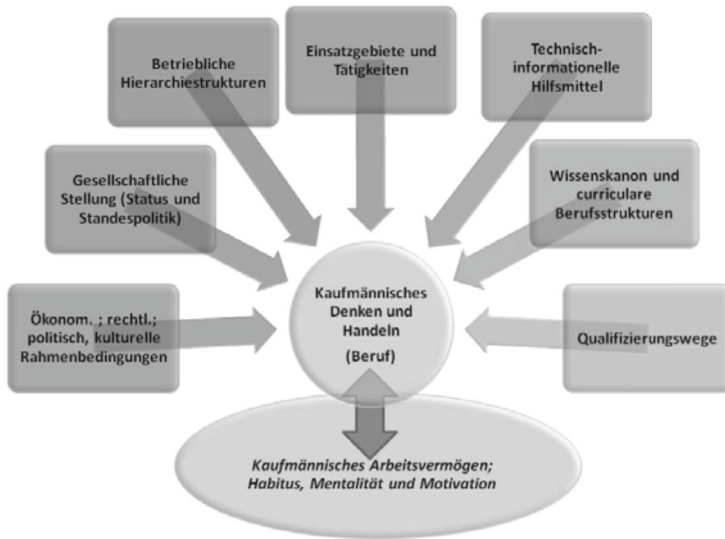 Betriebliche
Hierarchiestrukturen
Einsatzgebiete und
Tätigkeiten
Technisch-
informationelle
Hilfsmittel
Gesellschaftliche
Stellung (Status und
Standespolitik)
Wissenskanon und
curriculare
Berufsstrukturen
Ökonom. ; rechtl.;
politisch, kulturelle
Rahmenbedingungen
Kaufmännisches
Denken und
Handeln
(Beruf)
Qualifizierungswege
Kaufmännisches Arbeitsvermögen;
Habitus, Mentalität und Motivation